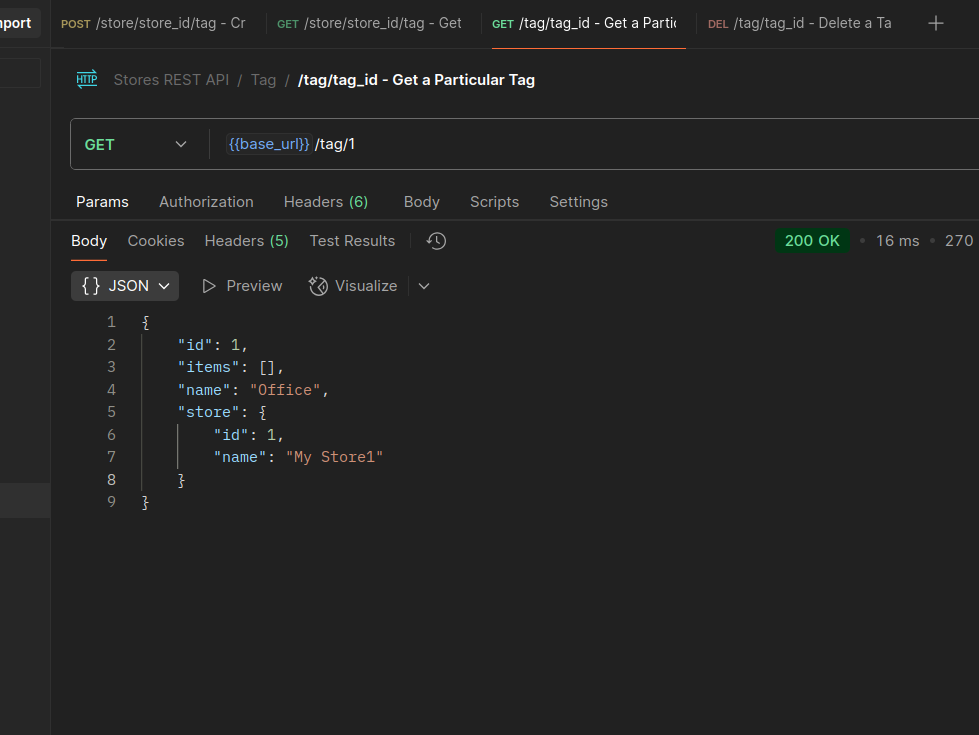 nport
POST /store/store_id/tag - Cr
GET /store/store_id/tag - Get
GET /tag/tag_id - Get a Partic
DEL /tag/tag_id - Delete a Ta
HTTP Stores REST API / Tag / /tag/tag_id - Get a Particular Tag
GET {{base_url}} /tag/1
Params Authorization Headers (6) Body Scripts Settings
Body Cookies Headers (5) Test Results 200 OK • 16 ms • 270
{} JSON Preview Visualize
1 {
2 "id": 1,
3 "items": [],
4 "name": "Office",
5 "store": {
6 "id": 1,
7 "name": "My Store1"
8 }
9 }